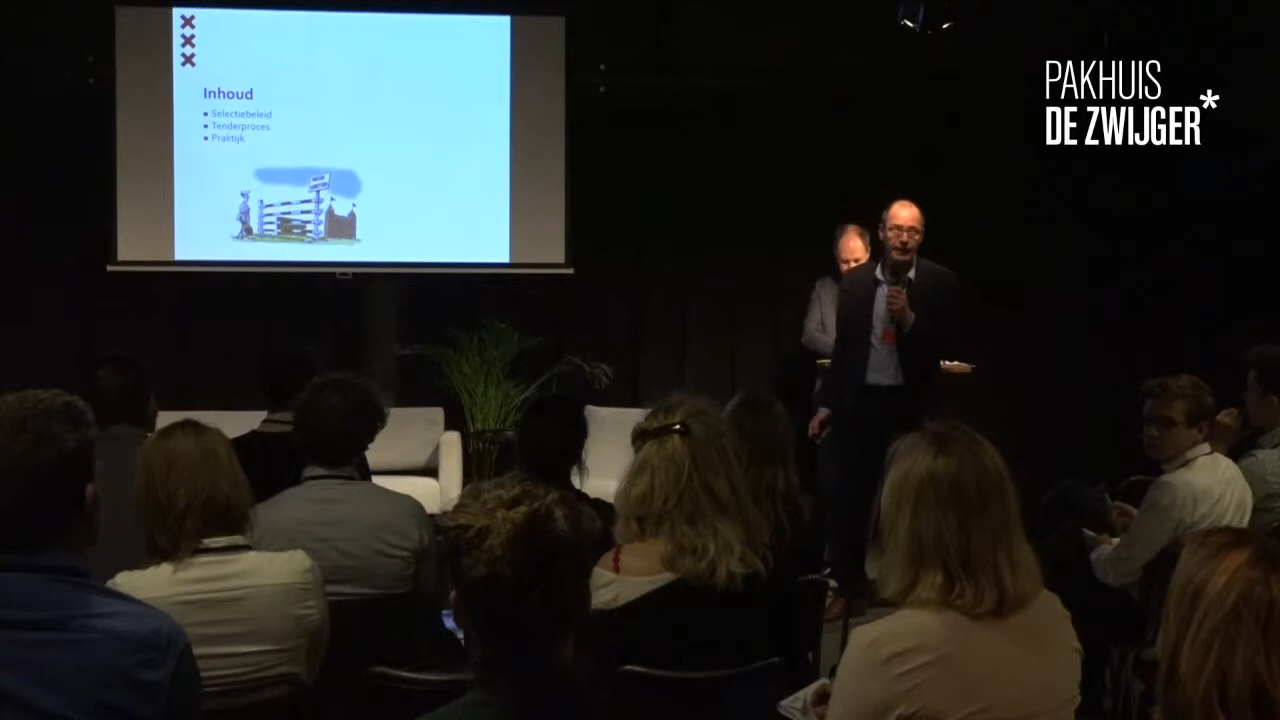 Inhoud
Selectiebeleid
Tenderproces
Praktijk
PAKHUIS
DE ZWIJGER*